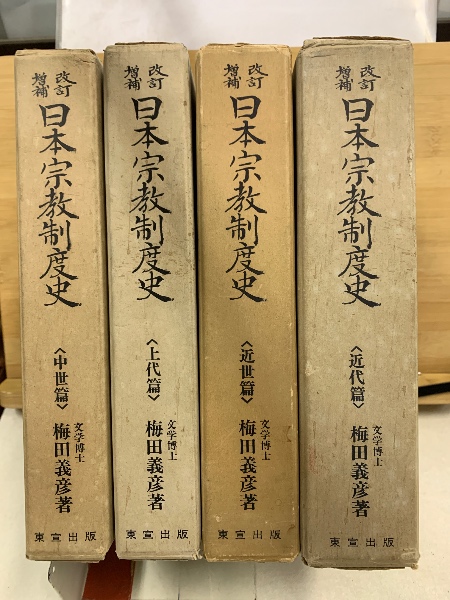 改訂
増補
日本宗教制度史
〈中世篇〉
文学博士
梅田義彦著
東宣出版
改訂
増補
日本宗教制度史
〈上代篇〉
文学博士
梅田義彦著
東宣出版
改訂
増補
日本宗教制度史
〈近世篇〉
文学博士
梅田義彦著
東宣出版
改訂
増補
日本宗教制度史
〈近代篇〉
文学博士
梅田義彦著
東宣出版